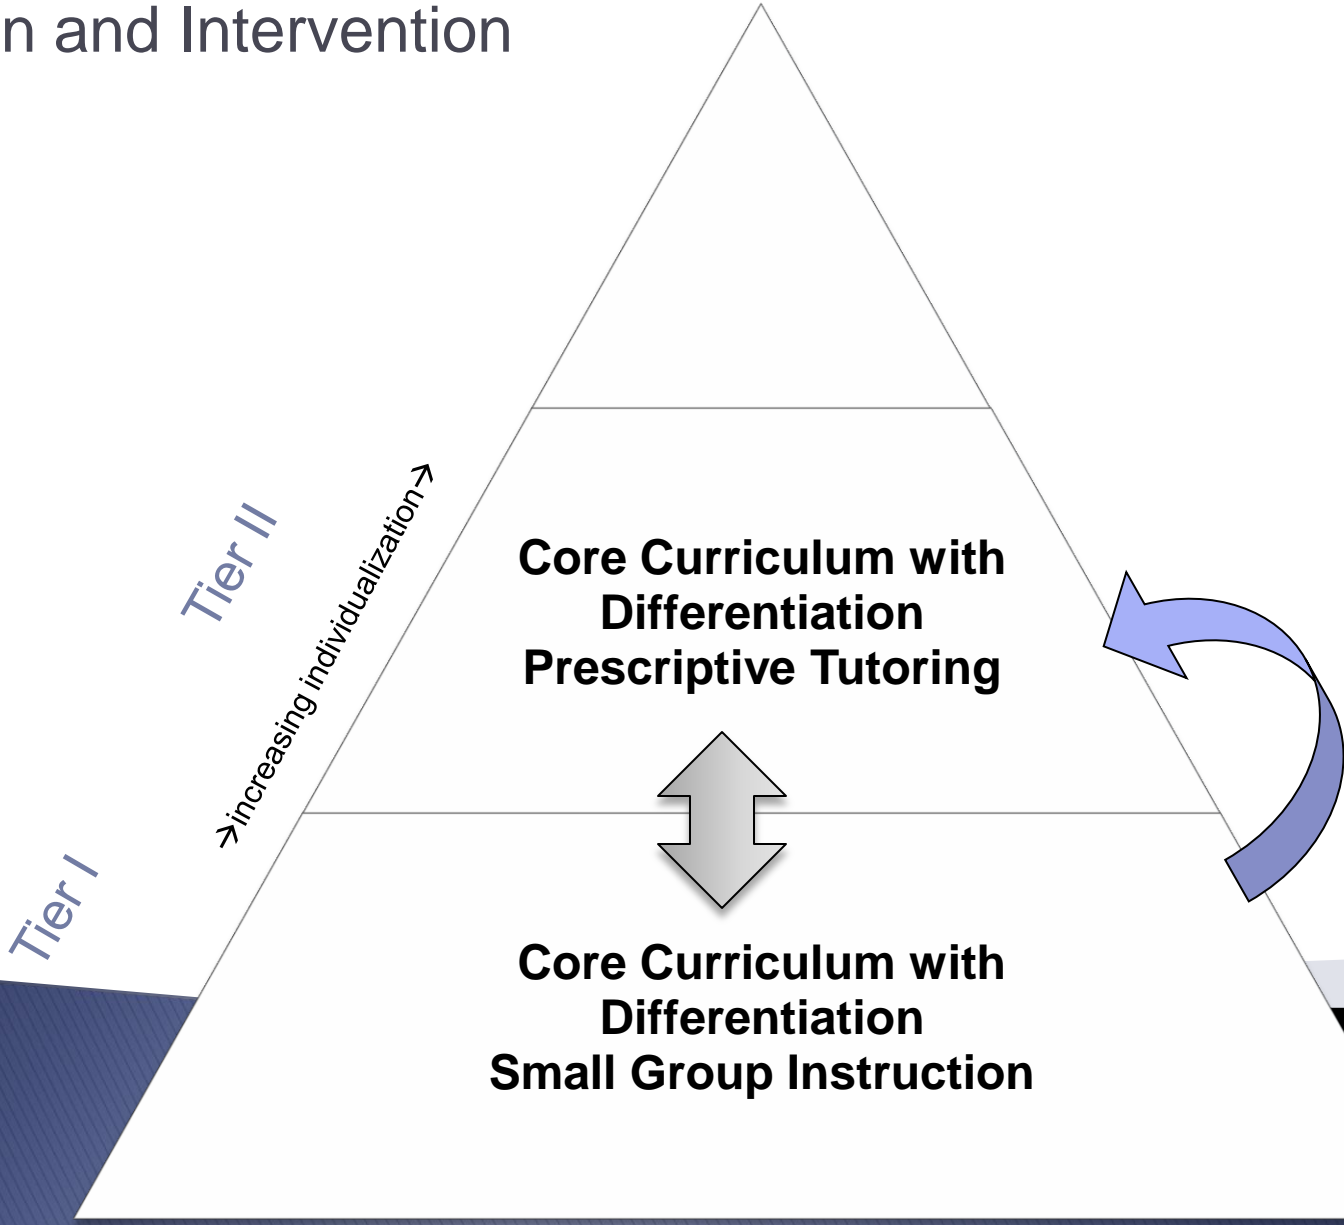 n and Intervention
Tier II
→increasing individualization→
Core Curriculum with
Differentiation
Prescriptive Tutoring
Tier I
Core Curriculum with
Differentiation
Small Group Instruction